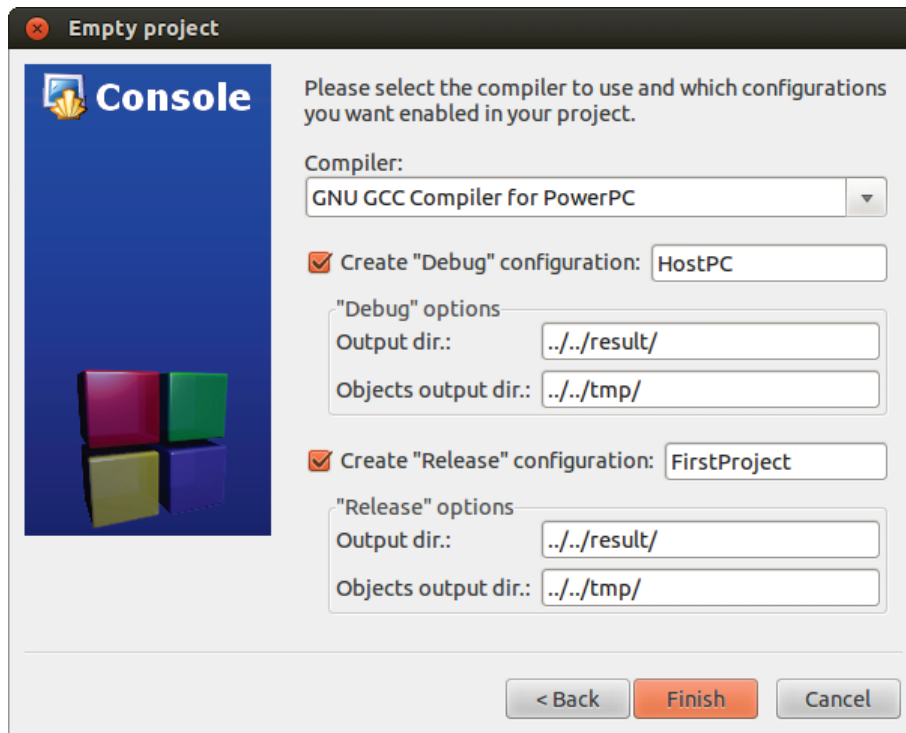 Empty project
Console
Please select the compiler to use and which configurations
you want enabled in your project.
Compiler:
GNU GCC Compiler for PowerPC
Create "Debug" configuration: HostPC
"Debug" options
Output dir.: ../../result/
Objects output dir.: ../../tmp/
Create "Release" configuration: FirstProject
"Release" options
Output dir.: ../../result/
Objects output dir.: ../../tmp/
< Back Finish Cancel